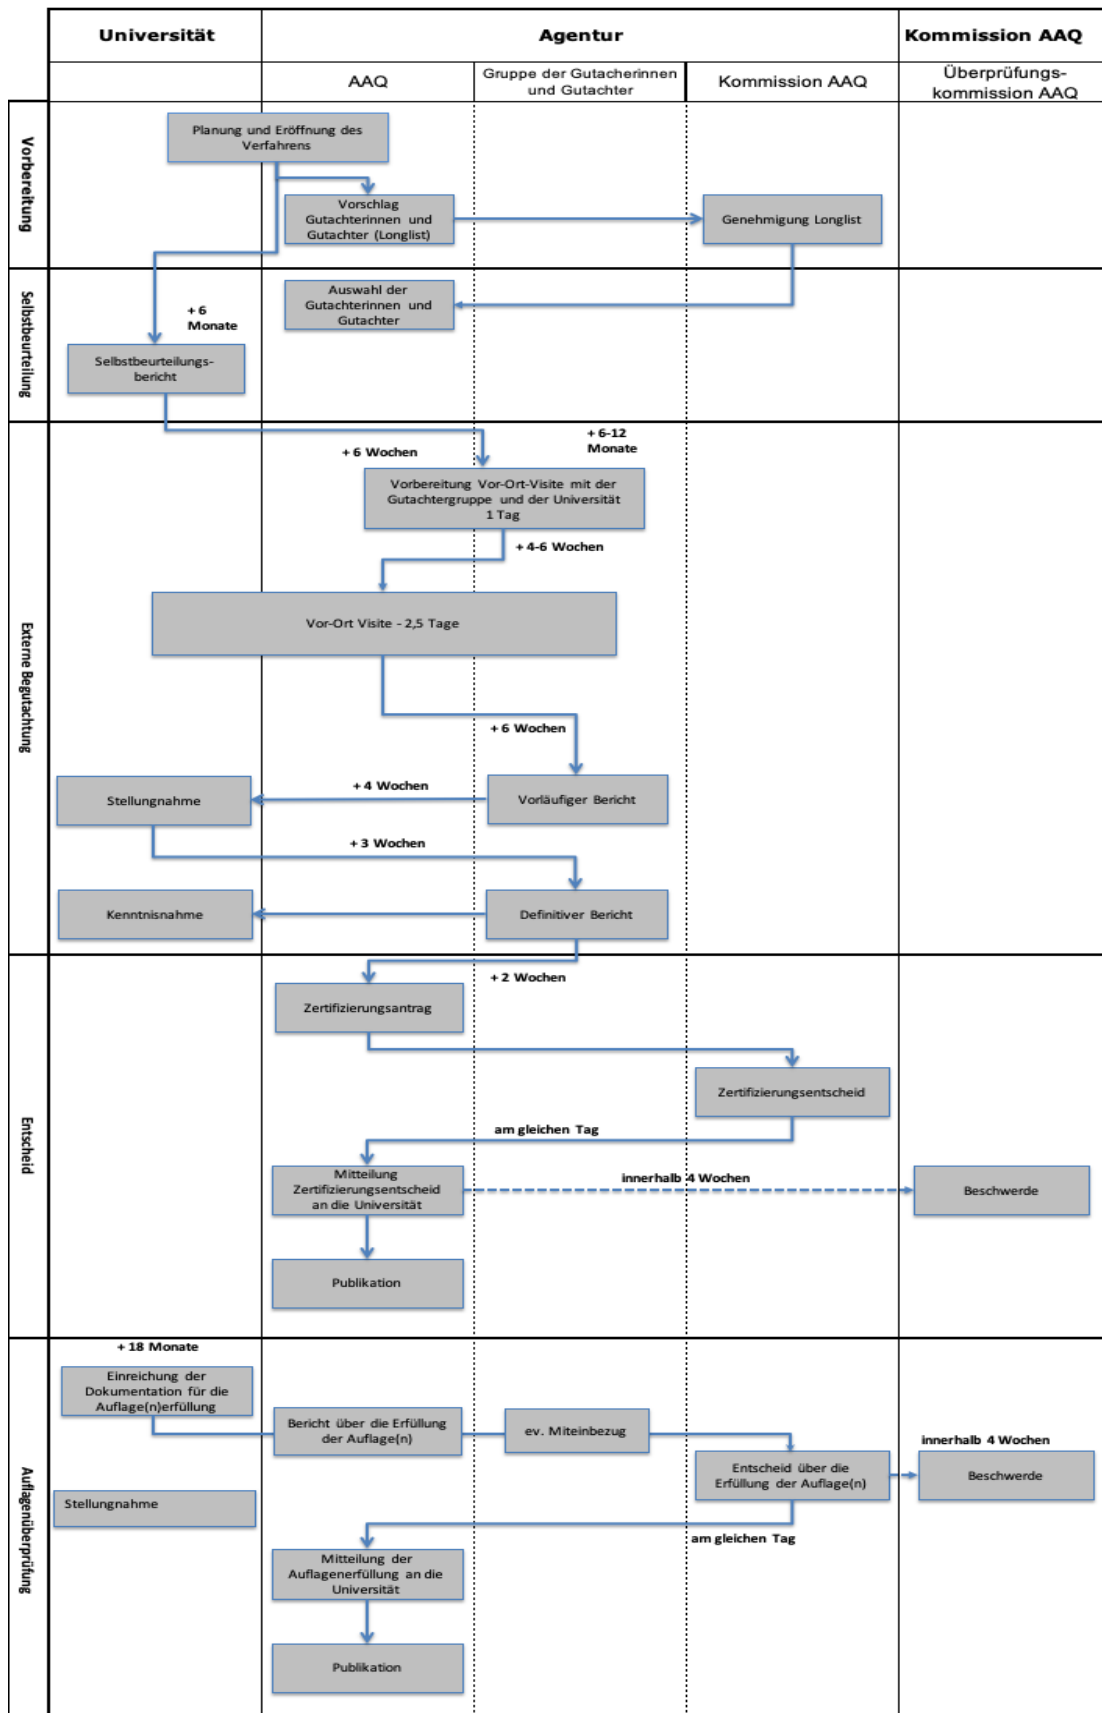 Universität
Agentur
Kommission AAQ
AAQ
Gruppe der Gutacherinnen
und Gutachter
Kommission AAQ
Überprüfungs-
kommission AAQ
Vorbereitung
Planung und Eröffnung des
Verfahrens
Vorschlag
Gutachterinnen und
Gutachter (Longlist)
Genehmigung Longlist
Selbstbeurteilung
Auswahl der
Gutachterinnen und
Gutachter
+ 6
Monate
Selbstbeurteilungs-
bericht
Externe Begutachtung
+ 6-12
Monate
+ 6 Wochen
Vorbereitung Vor-Ort-Visite mit der
Gutachtergruppe und der Universität
1 Tag
+ 4-6 Wochen
Vor-Ort Visite - 2,5 Tage
+ 6 Wochen
Stellungnahme
+ 4 Wochen
Vorläufiger Bericht
+ 3 Wochen
Kenntnisnahme
Definitiver Bericht
Entscheid
+ 2 Wochen
Zertifizierungsantrag
Zertifizierungsentscheid
am gleichen Tag
Mitteilung
Zertifizierungsentscheid
an die Universität
innerhalb 4 Wochen
Beschwerde
Publikation
Auflagenüberprüfung
+ 18 Monate
Einreichung der
Dokumentation für die
Auflage(n)erfüllung
Bericht über die Erfüllung
der Auflage(n)
ev. Miteinbezug
Entscheid über die
Erfüllung der Auflage(n)
innerhalb 4 Wochen
Beschwerde
Stellungnahme
am gleichen Tag
Mitteilung der
Auflagenerfüllung an die
Universität
Publikation